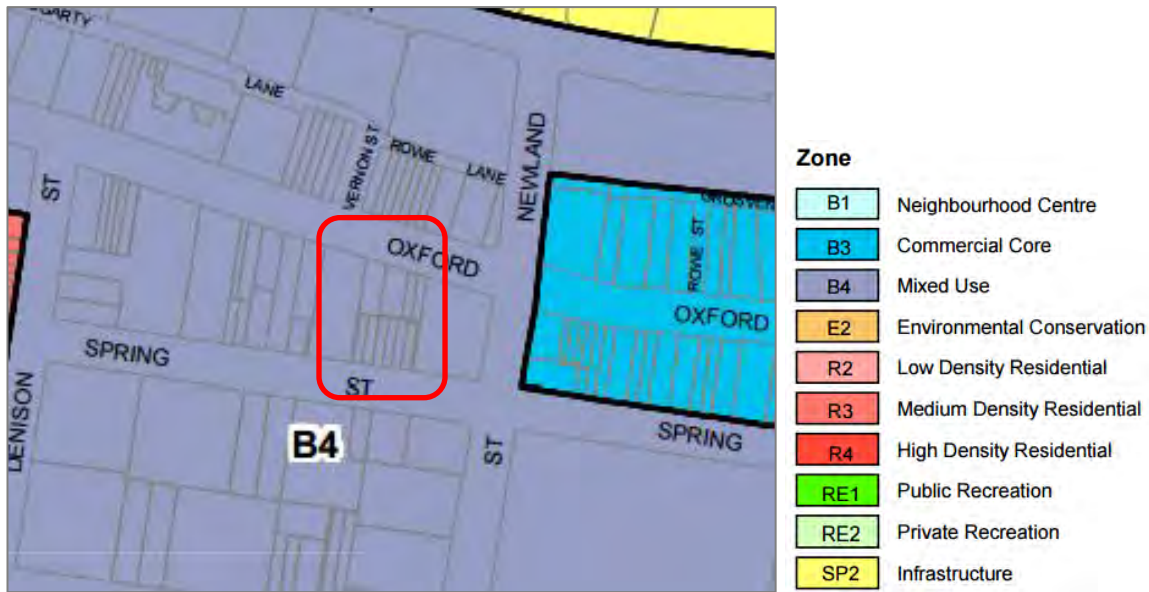 LANE
VERNON ST
ROWE
LANE
NEWLAND
ST
OXFORD
ROWE ST
OXFORD
SPRING
ST
B4
DENISON
ST
SPRING
Zone
B1 Neighbourhood Centre
B3 Commercial Core
B4 Mixed Use
E2 Environmental Conservation
R2 Low Density Residential
R3 Medium Density Residential
R4 High Density Residential
RE1 Public Recreation
RE2 Private Recreation
SP2 Infrastructure